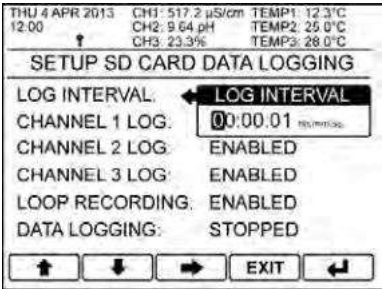 THU 4 APR 2013 CH1: 517.2 µS/cm TEMP1: 12.3°C
12:00 CH2: 9.64 pH TEMP2: 25.0°C
CH3: 23.3% TEMP3: 28.0°C
SETUP SD CARD DATA LOGGING
LOG INTERVAL: LOG INTERVAL
CHANNEL 1 LOG: 00:00.01
CHANNEL 2 LOG: ENABLED
CHANNEL 3 LOG: ENABLED
LOOP RECORDING: ENABLED
DATA LOGGING: STOPPED
EXIT